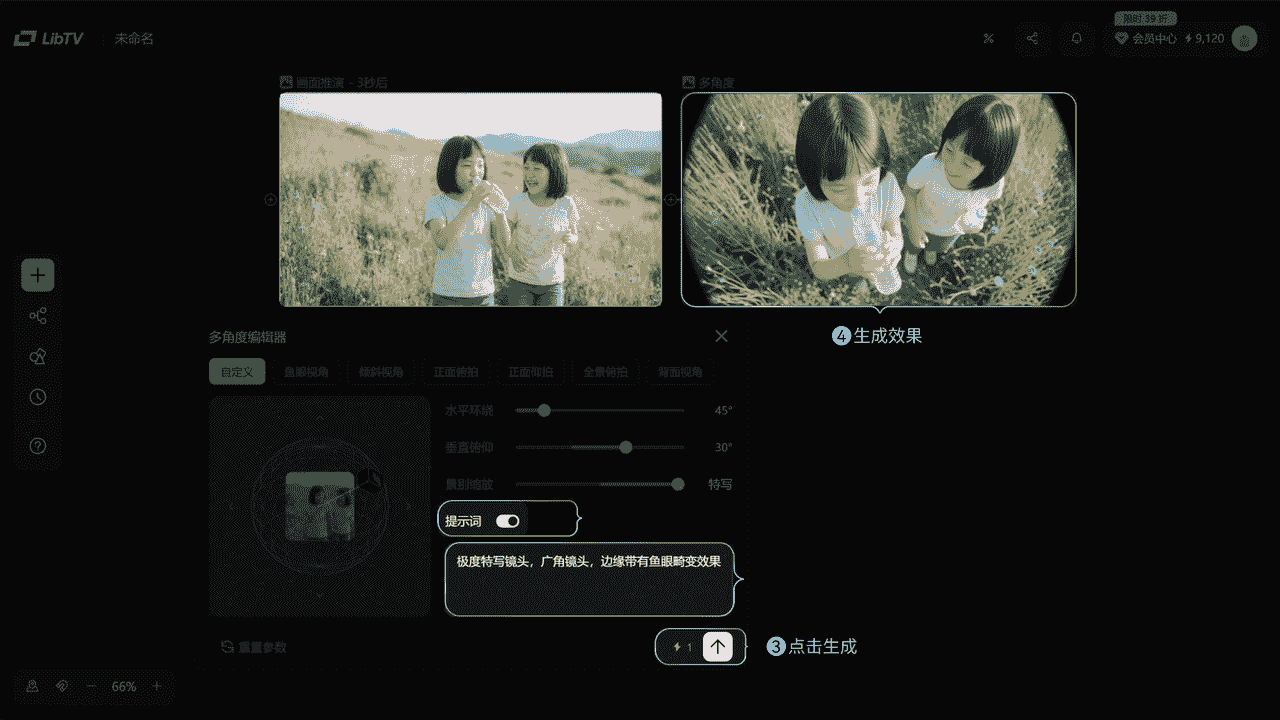 限时 39 折
LibTV
未命名
会员中心
9,120
画面推演 - 3秒后
多角度
④生成效果
多角度编辑器
自定义
鱼眼视角
倾斜视角
正面俯拍
正面仰拍
全景俯拍
背面视角
水平环绕
45°
垂直俯仰
30°
景别缩放
特写
提示词
极度特写镜头，广角镜头，边缘带有鱼眼畸变效果
重置参数
1
③点击生成
66%